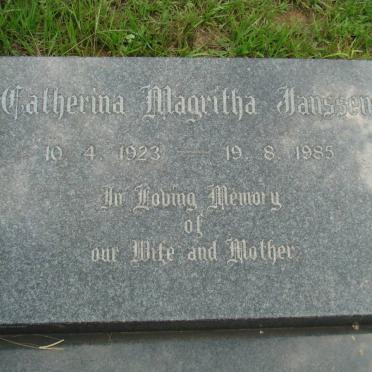 Catherina Magritha Janssen
10. 4. 1923 — 19. 8. 1985
In Loving Memory
of
our Wife and Mother